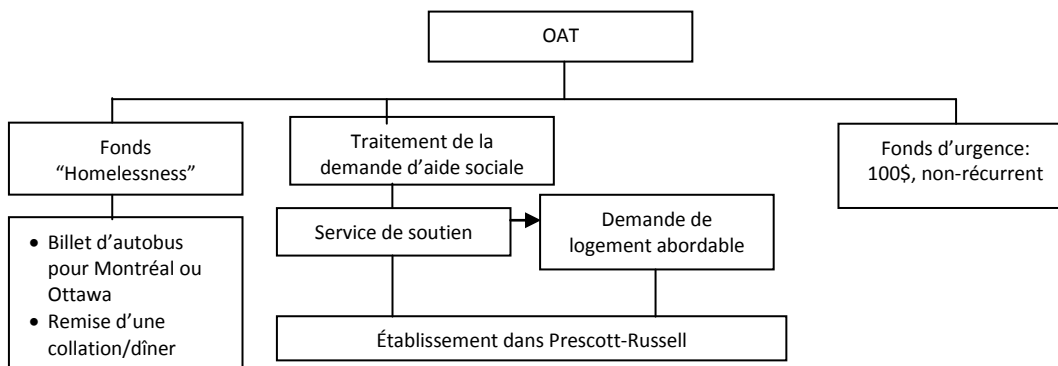 OAT
Fonds
“Homelessness”
Traitement de la
demande d’aide sociale
Fonds d’urgence:
100$, non-récurrent
• Billet d’autobus
pour Montréal ou
Ottawa
• Remise d’une
collation/dîner
Service de soutien
Demande de
logement abordable
Établissement dans Prescott-Russell